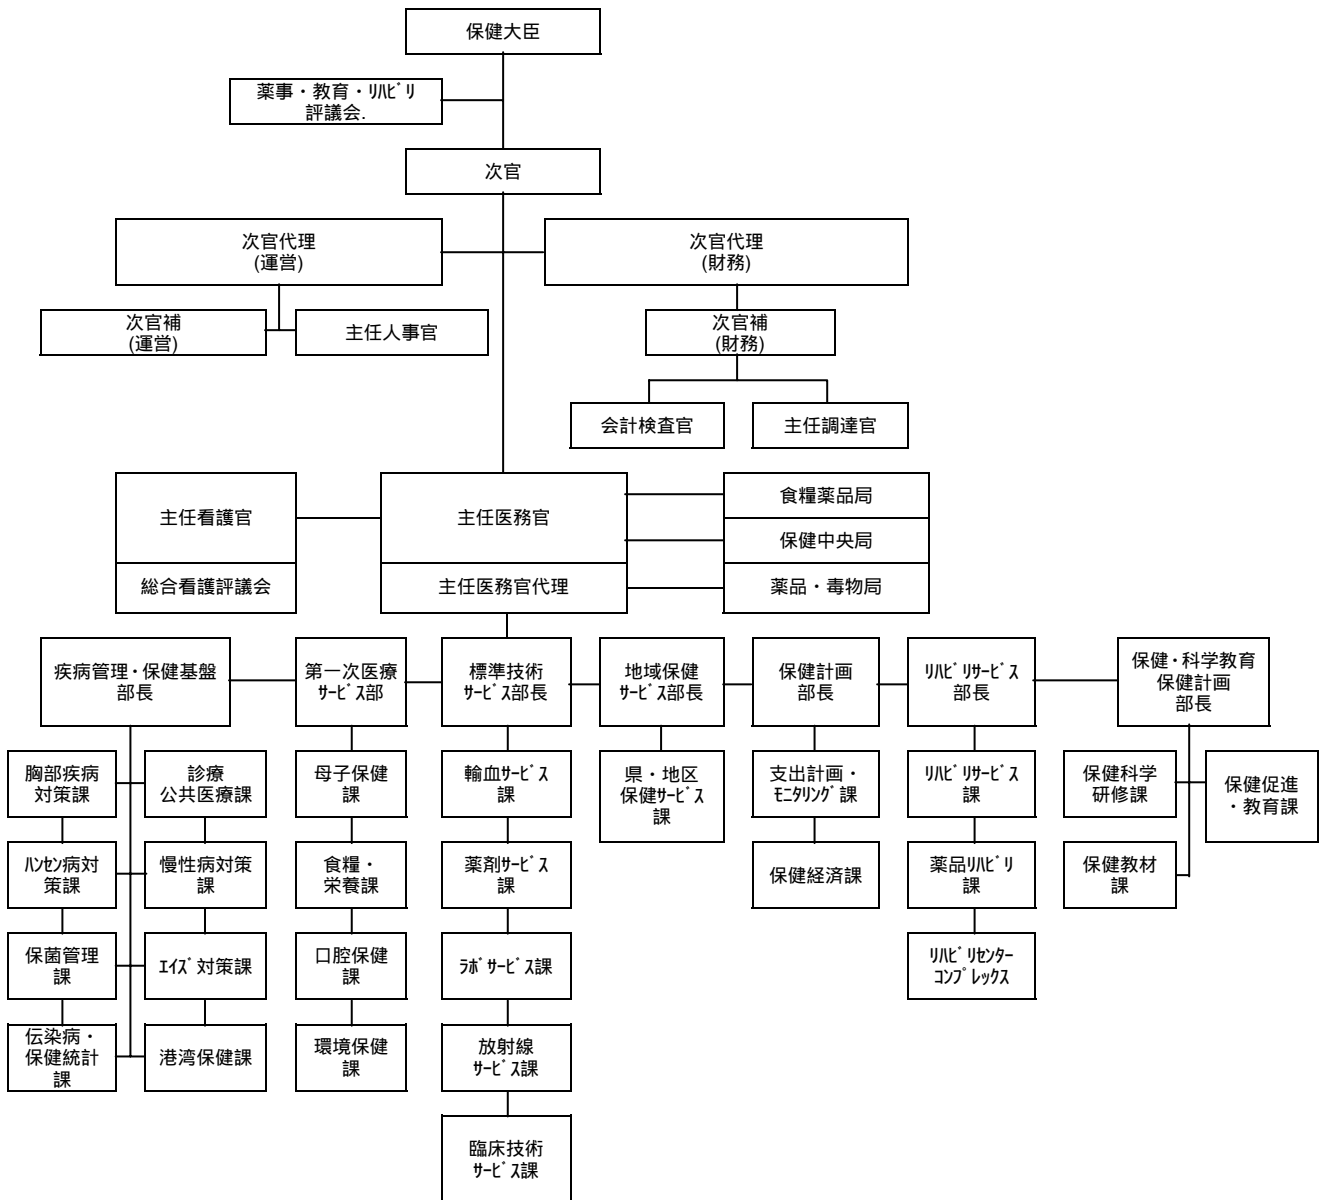 保健大臣
薬事・教育・ﾘﾊﾋﾞﾘ
評議会.
次官
次官代理
(運営)
次官代理
(財務)
次官補
(運営)
主任人事官
次官補
(財務)
会計検査官
主任調達官
主任看護官
主任医務官
食糧薬品局
保健中央局
総合看護評議会
主任医務官代理
薬品・毒物局
疾病管理・保健基盤
部長
第一次医療
ｻｰﾋﾞｽ部
標準技術
ｻｰﾋﾞｽ部長
地域保健
ｻｰﾋﾞｽ部長
保健計画
部長
ﾘﾊﾋﾞﾘｻｰﾋﾞｽ
部長
保健・科学教育
保健計画
部長
胸部疾病
対策課
診療
公共医療課
母子保健
課
輸血ｻｰﾋﾞｽ
課
県・地区
保健ｻｰﾋﾞｽ
課
支出計画・
ﾓﾆﾀﾘﾝｸﾞ課
ﾘﾊﾋﾞﾘｻｰﾋﾞｽ
課
保健科学
研修課
保健促進
・教育課
ﾊﾝｾﾝ病対
策課
慢性病対策
課
食糧・
栄養課
薬剤ｻｰﾋﾞｽ
課
保健経済課
薬品ﾘﾊﾋﾞﾘ
課
保健教材
課
保菌管理
課
ｴｲｽﾞ対策課
口腔保健
課
ﾗﾎﾞｻｰﾋﾞｽ課
ﾘﾊﾋﾞﾘｾﾝﾀｰ
ｺﾝﾌﾟﾚｯｸｽ
伝染病・
保健統計
課
港湾保健課
環境保健
課
放射線
ｻｰﾋﾞｽ課
臨床技術
ｻｰﾋﾞｽ課